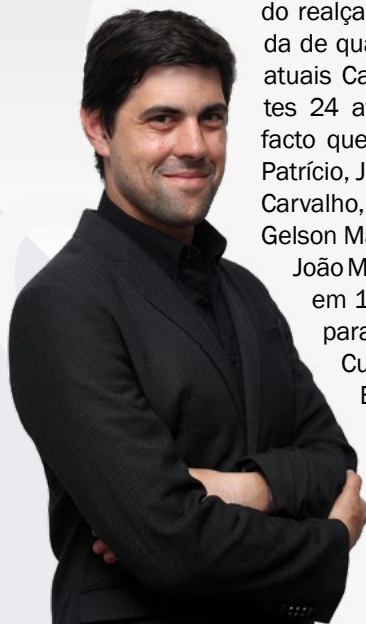 do realça
da de qua
atuais Ca
tes 24 a
facto que
Patrício, J
Carvalho,
Gelson Ma
João M
em 1
para
Cu
E